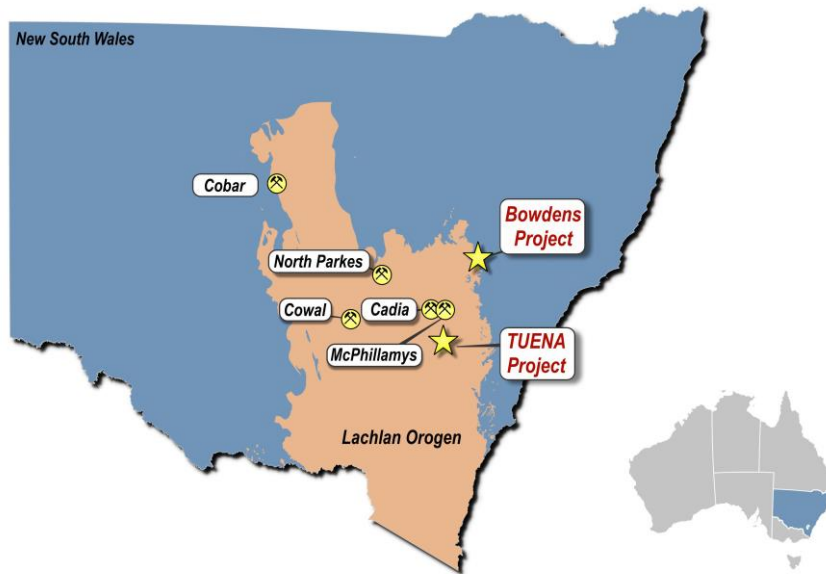 New South Wales
Cobar
Bowdens
Project
North Parkes
Cowal
Cadia
McPhillamys
TUENA
Project
Lachlan Orogen